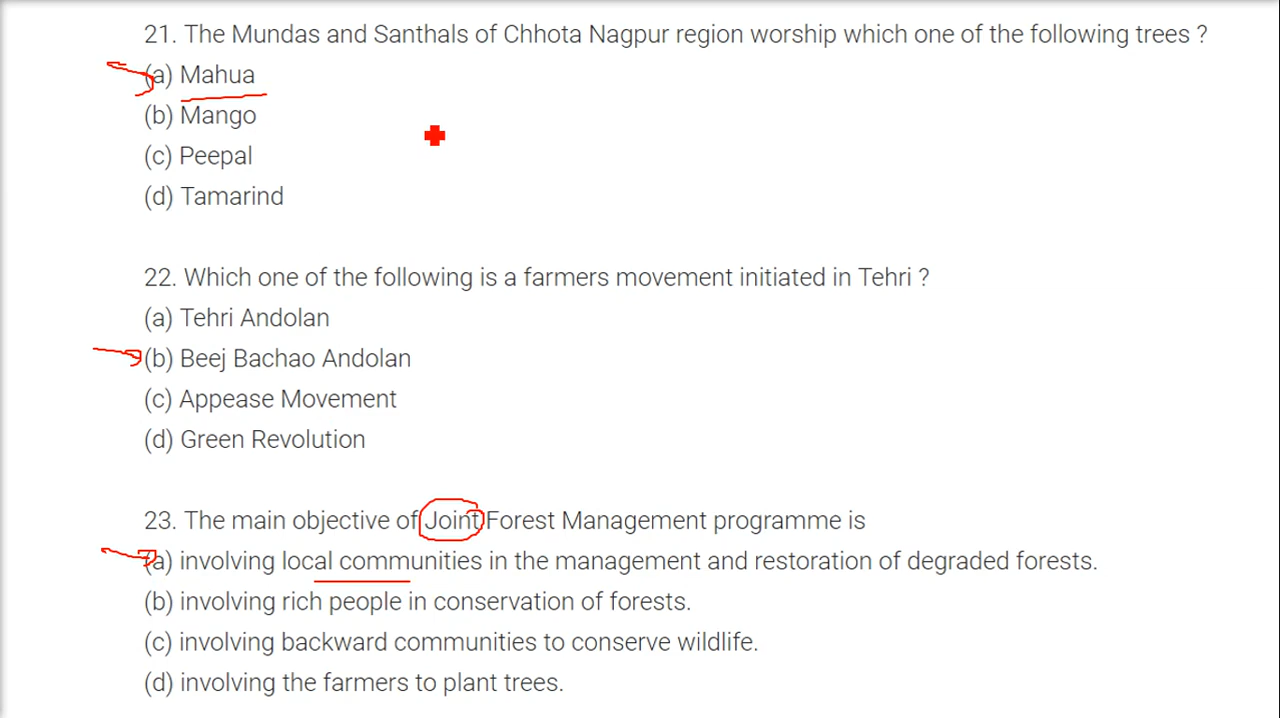 21. The Mundas and Santhals of Chhota Nagpur region worship which one of the following trees ?
(a) Mahua
(b) Mango
(c) Peepal
(d) Tamarind
22. Which one of the following is a farmers movement initiated in Tehri ?
(a) Tehri Andolan
(b) Beej Bachao Andolan
(c) Appease Movement
(d) Green Revolution
23. The main objective of Joint Forest Management programme is
(a) involving local communities in the management and restoration of degraded forests.
(b) involving rich people in conservation of forests.
(c) involving backward communities to conserve wildlife.
(d) involving the farmers to plant trees.